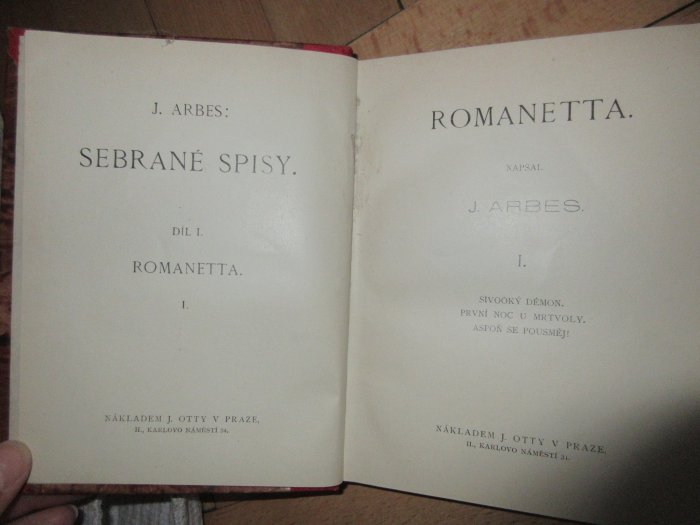 J. ARBES:
SEBRANÉ SPISY.
DÍL I.
ROMANETTA.
I.
NÁKLADEM J. OTTY V PRAZE,
II., KARLOVO NÁMĚSTÍ 34.
ROMANETTA.
NAPSAL
J. ARBES.
I.
SIVOOKÝ DÉMON.
PRVNÍ NOC U MRTVOLY.
ASPOŇ SE POUSMĚJ!
NÁKLADEM J. OTTY V PRAZE,
II., KARLOVO NÁMĚSTÍ 34.